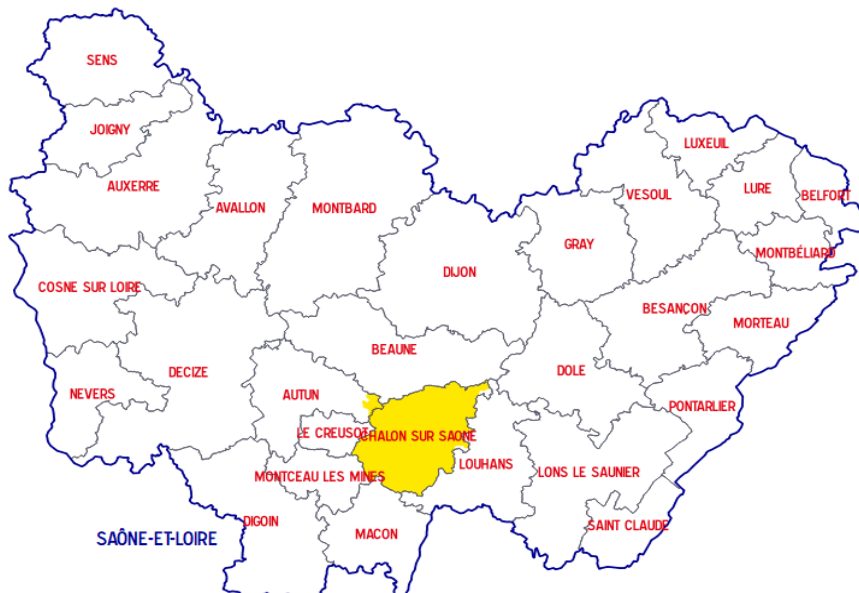 SENS
JOIGNY
LUXEUIL
AUXERRE
LURE
BELFORT
VESOUL
AVALLON
MONTBARD
GRAY
MONTBÉLIARD
DIJON
COSNE SUR LOIRE
BESANÇON
MORTEAU
BEAUNE
DECIZE
DOLE
NEVERS
AUTUN
PONTARLIER
LE CREUSOT
CHALON SUR SAONE
LOUHANS
LONS LE SAUNIER
MONTCEAU LES MINES
DIGOIN
SAINT CLAUDE
MACON
SAÔNE-ET-LOIRE